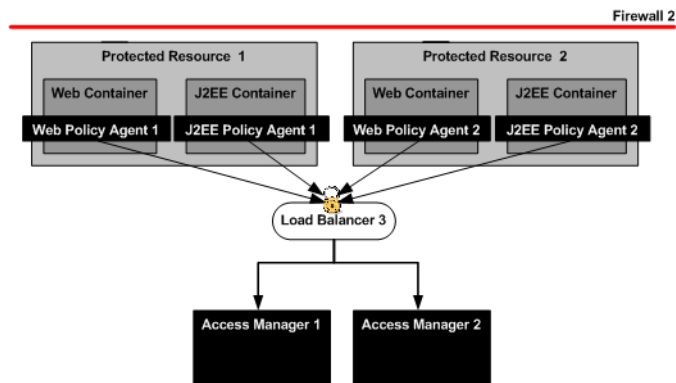 Firewall 2
Protected Resource 1
Protected Resource 2
Web Container
J2EE Container
Web Container
J2EE Container
Web Policy Agent 1
J2EE Policy Agent 1
Web Policy Agent 2
J2EE Policy Agent 2
Load Balancer 3
Access Manager 1
Access Manager 2